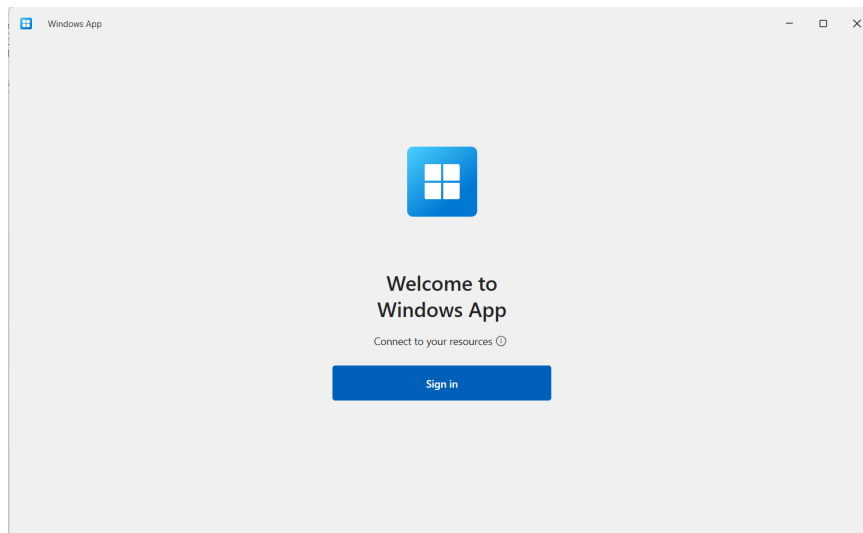 Windows App
Welcome to
Windows App
Connect to your resources
Sign in